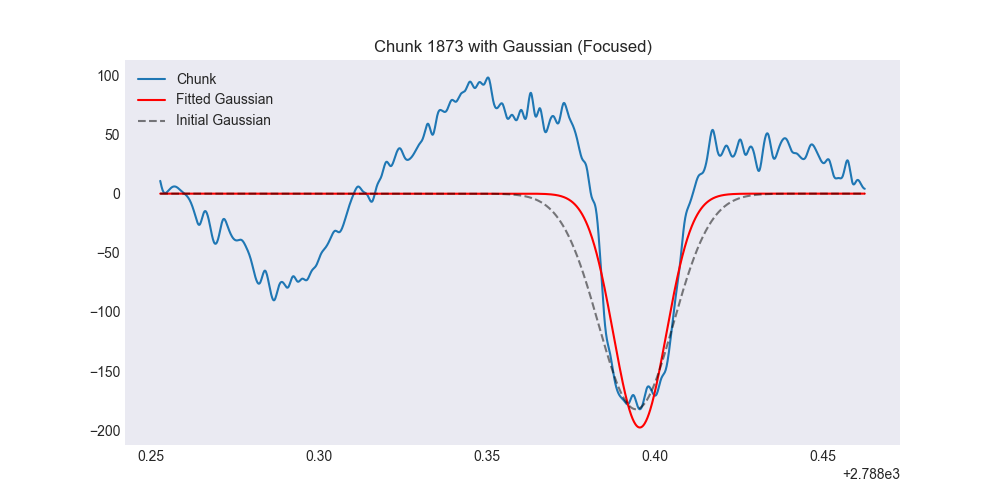 Chunk 1873 with Gaussian (Focused)
Chunk
Fitted Gaussian
Initial Gaussian
100
50
0
−50
−100
−150
−200
0.25 0.30 0.35 0.40 0.45
+2.788e3